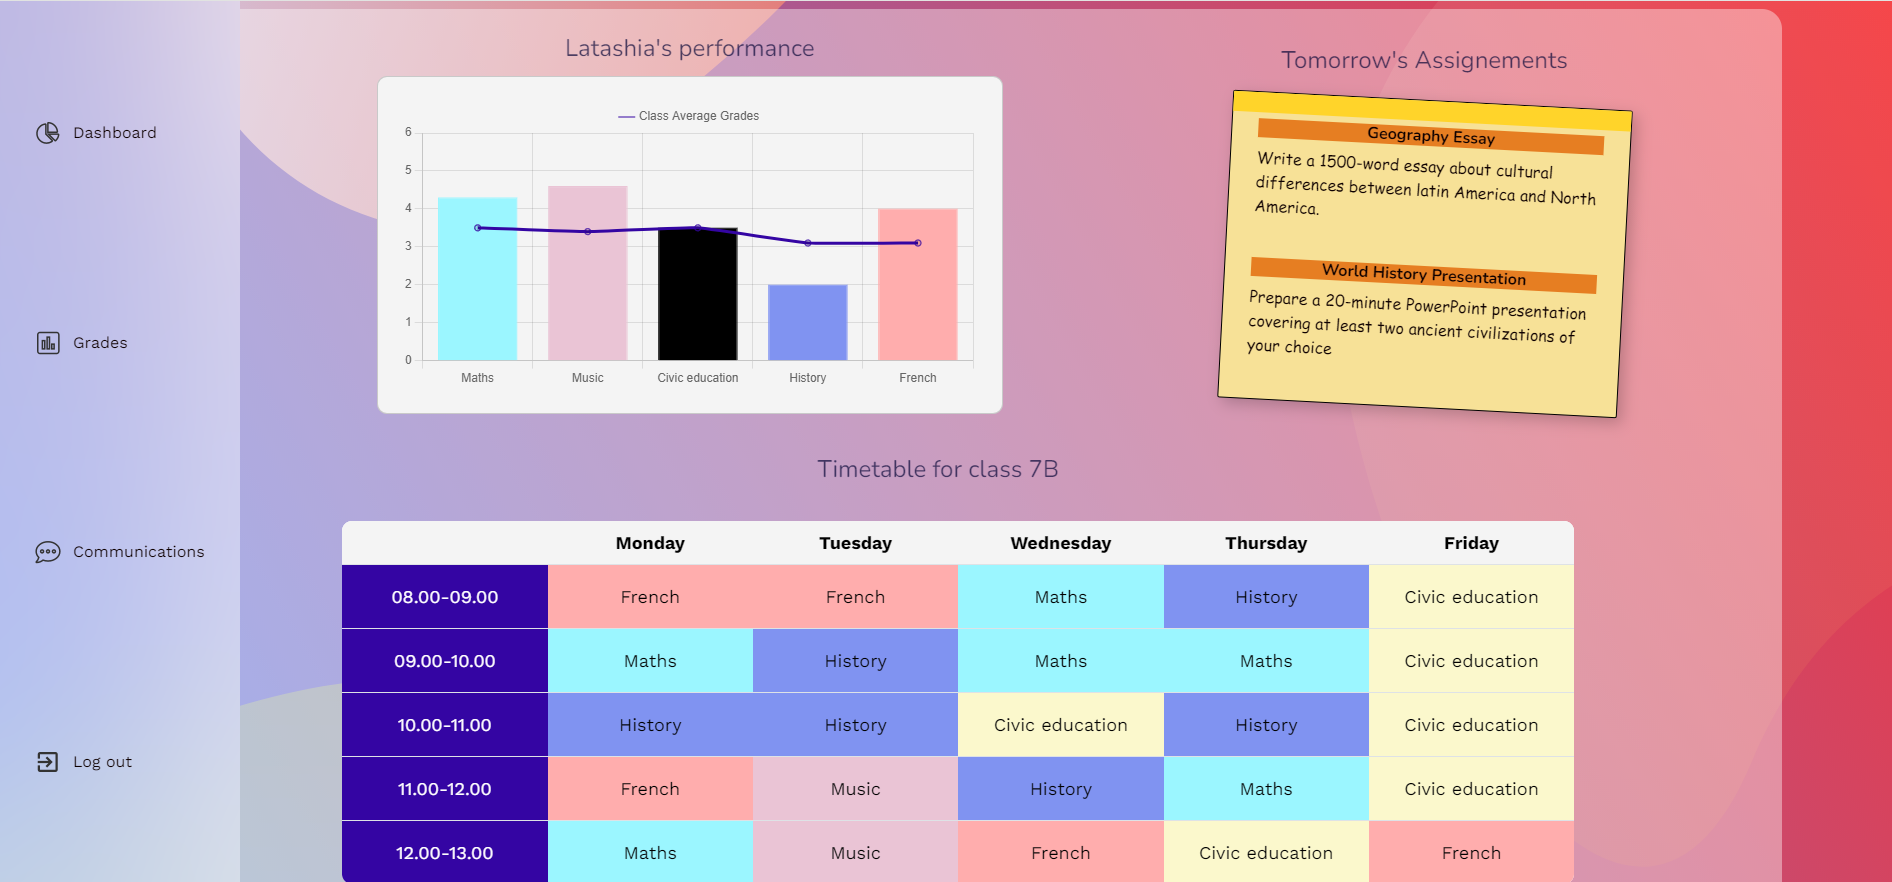 Dashboard
Grades
Communications
Log out
Latashia's performance
Class Average Grades
6
5
4
3
2
1
0
Maths Music Civic education History French
Tomorrow's Assignements
Geography Essay
Write a 1500-word essay about cultural
differences between latin America and North
America.
World History Presentation
Prepare a 20-minute PowerPoint presentation
covering at least two ancient civilizations of
your choice
Timetable for class 7B
Monday Tuesday Wednesday Thursday Friday
08.00-09.00 French French Maths History Civic education
09.00-10.00 Maths History Maths Maths Civic education
10.00-11.00 History History Civic education History Civic education
11.00-12.00 French Music History Maths Civic education
12.00-13.00 Maths Music French Civic education French